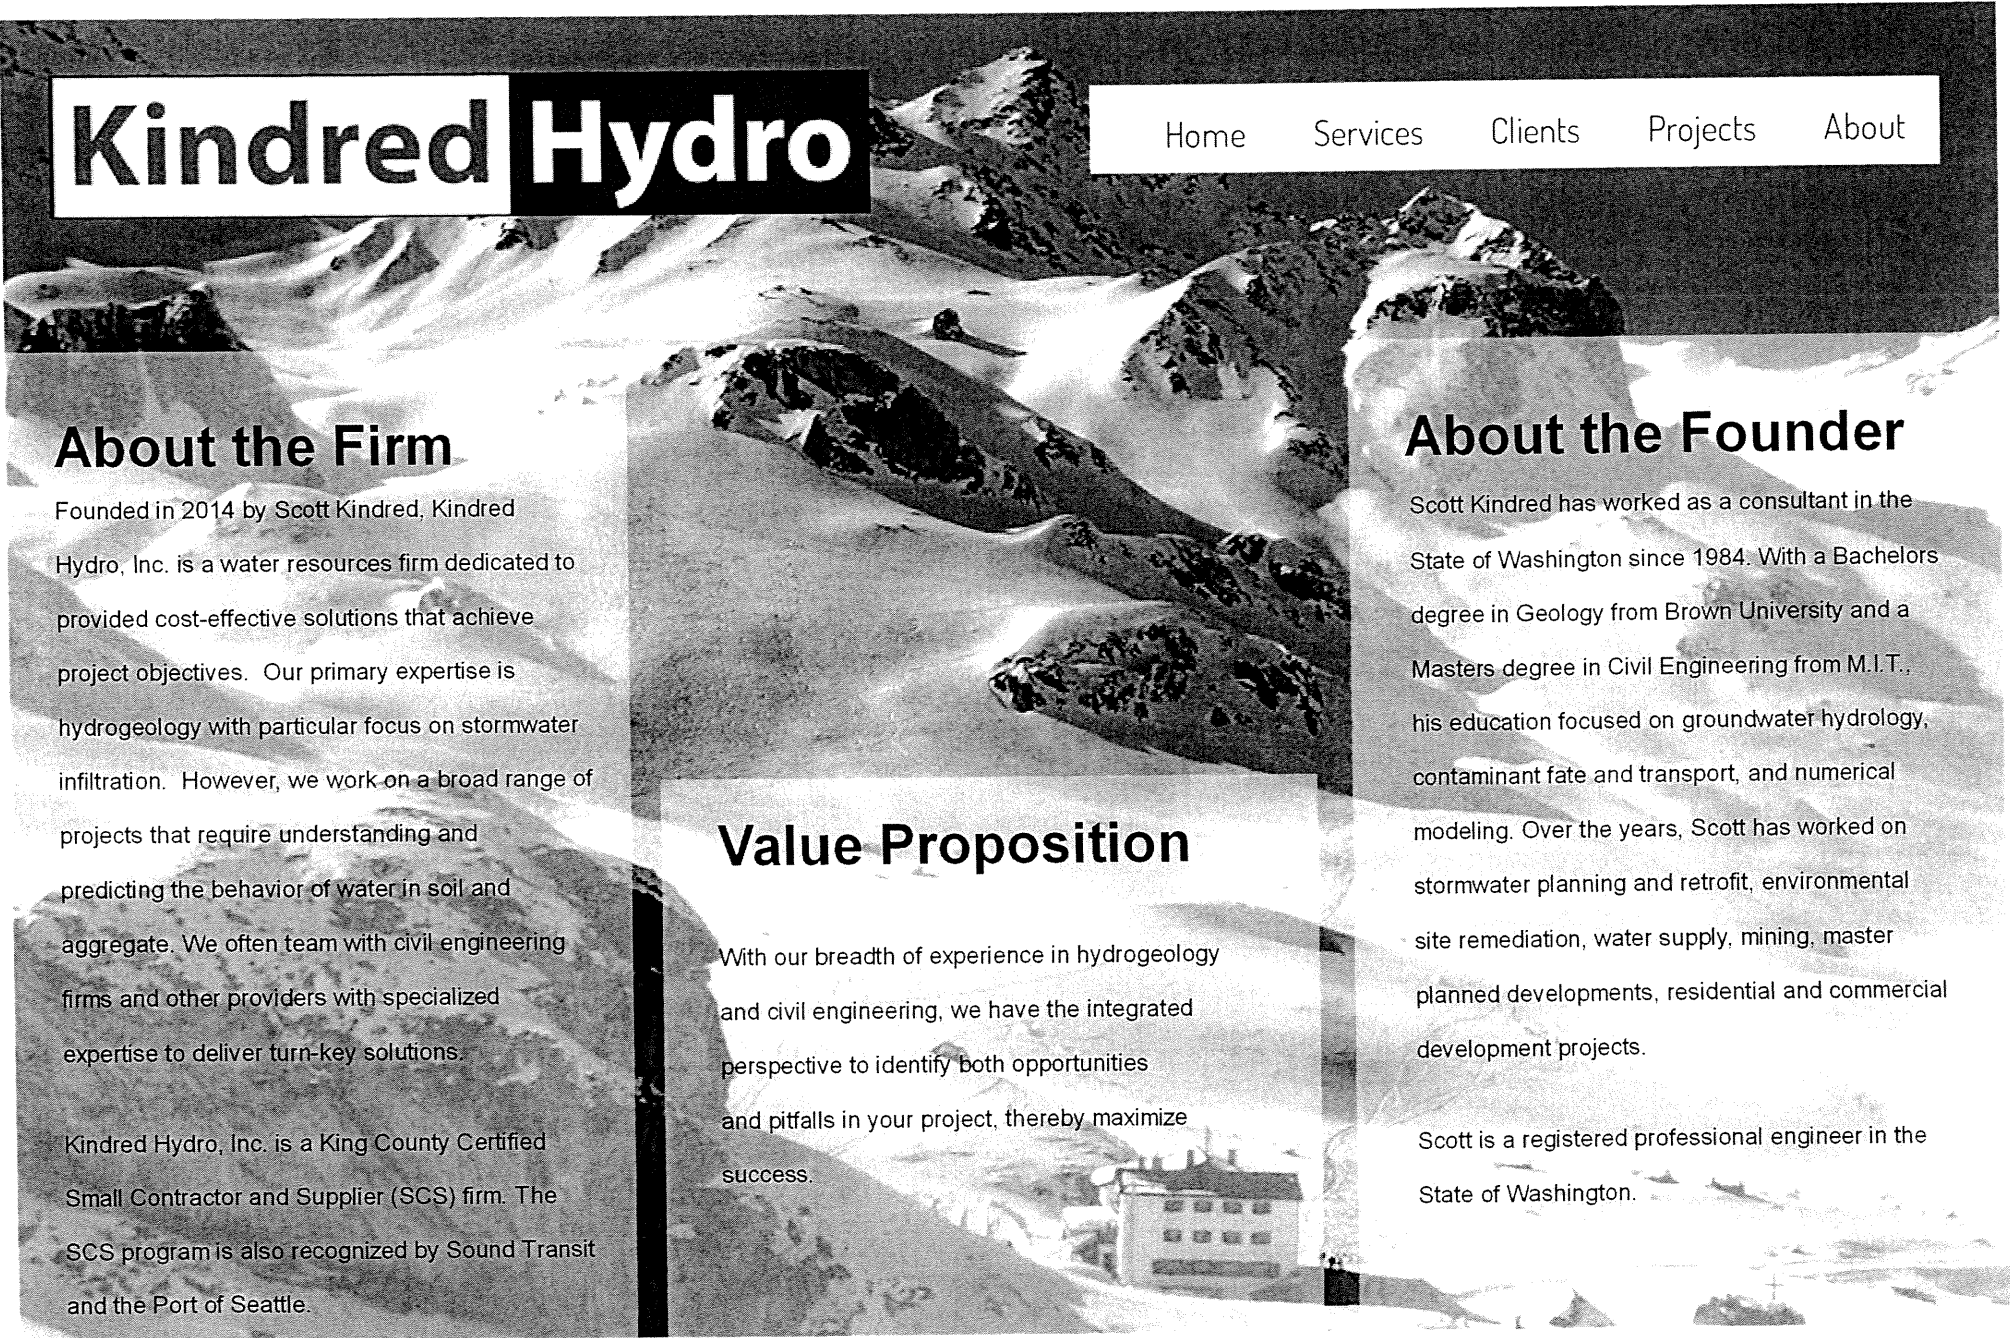 Kindred Hydro
Home Services Clients Projects About
About the Firm
Founded in 2014 by Scott Kindred, Kindred
Hydro, Inc. is a water resources firm dedicated to
provided cost-effective solutions that achieve
project objectives.  Our primary expertise is
hydrogeology with particular focus on stormwater
infiltration.  However, we work on a broad range of
projects that require understanding and
predicting the behavior of water in soil and
aggregate. We often team with civil engineering
firms and other providers with specialized
expertise to deliver turn-key solutions.
Kindred Hydro, Inc. is a King County Certified
Small Contractor and Supplier (SCS) firm. The
SCS program is also recognized by Sound Transit
and the Port of Seattle.
Value Proposition
With our breadth of experience in hydrogeology
and civil engineering, we have the integrated
perspective to identify both opportunities
and pitfalls in your project, thereby maximize
success.
About the Founder
Scott Kindred has worked as a consultant in the
State of Washington since 1984. With a Bachelors
degree in Geology from Brown University and a
Masters degree in Civil Engineering from M.I.T.,
his education focused on groundwater hydrology,
contaminant fate and transport, and numerical
modeling. Over the years, Scott has worked on
stormwater planning and retrofit, environmental
site remediation, water supply, mining, master
planned developments, residential and commercial
development projects.
Scott is a registered professional engineer in the
State of Washington.